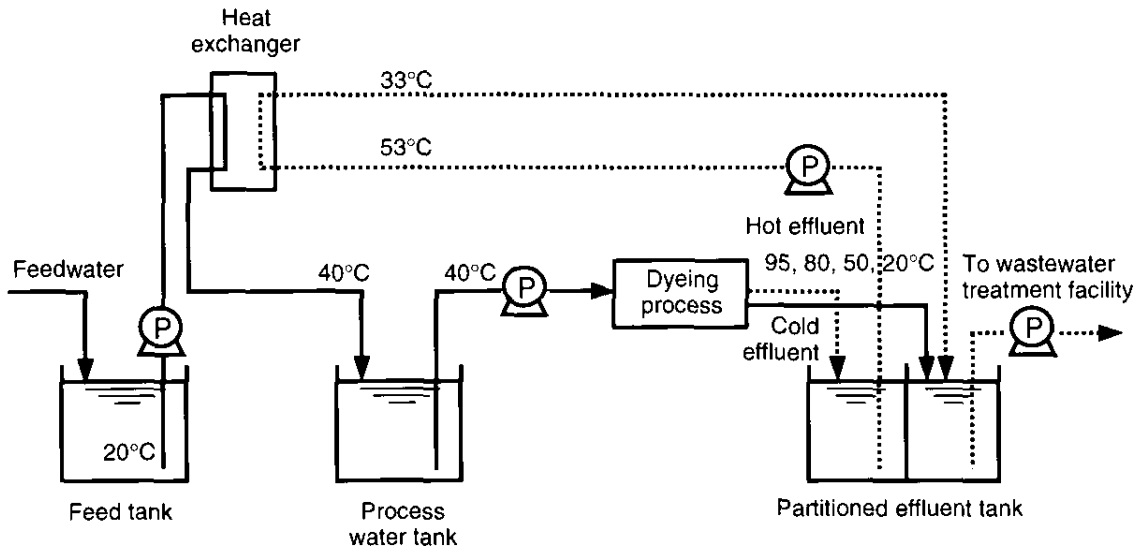 Heat
exchanger
33°C
53°C
P
Hot effluent
Feedwater
40°C
40°C
P
Dyeing
process
95, 80, 50, 20°C
To wastewater
treatment facility
P
P
Cold
effluent
20°C
Feed tank
Process
water tank
Partitioned effluent tank